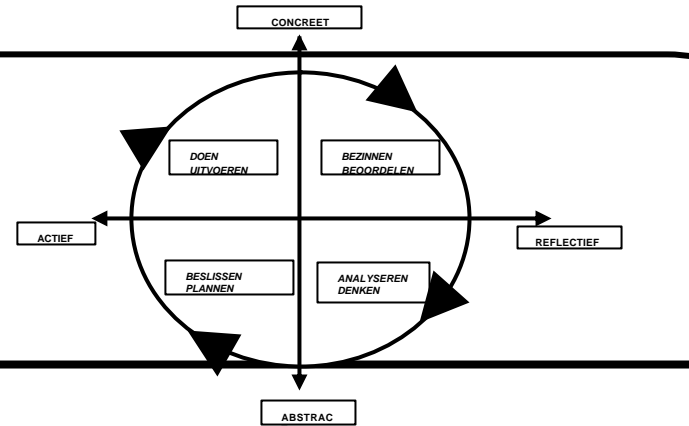 CONCREET
DOEN
UITVOEREN
BEZINNEN
BEOORDELEN
ACTIEF
REFLECTIEF
BESLISSEN
PLANNEN
ANALYSEREN
DENKEN
ABSTRAC